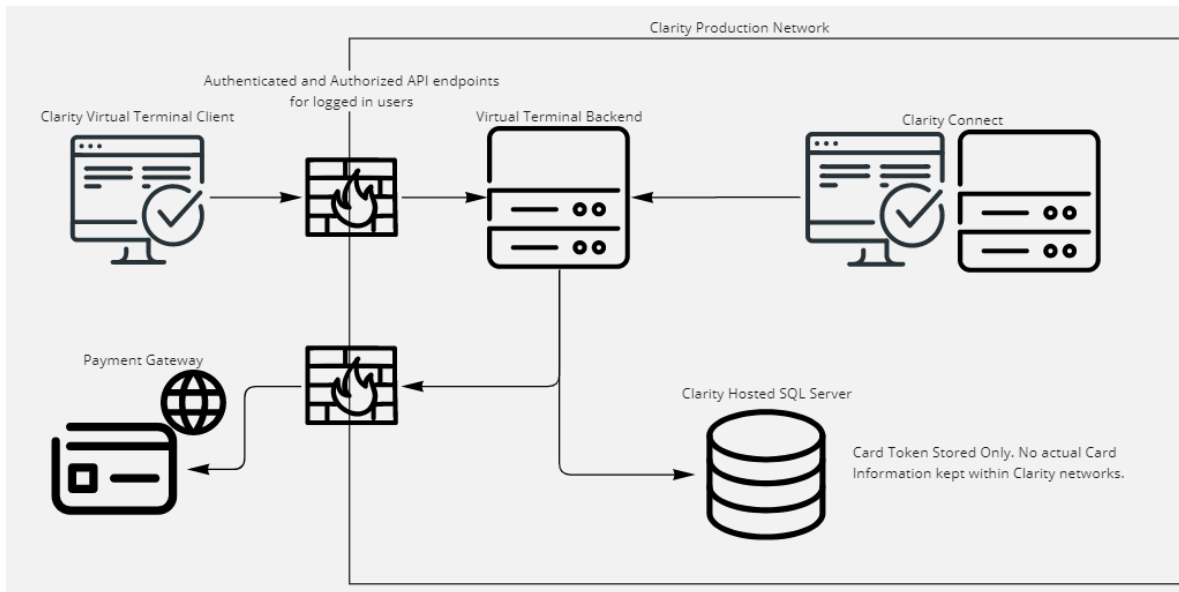 Clarity Production Network
Authenticated and Authorized API endpoints
for logged in users
Clarity Virtual Terminal Client
Virtual Terminal Backend
Clarity Connect
Payment Gateway
Clarity Hosted SQL Server
Card Token Stored Only. No actual Card
Information kept within Clarity networks.